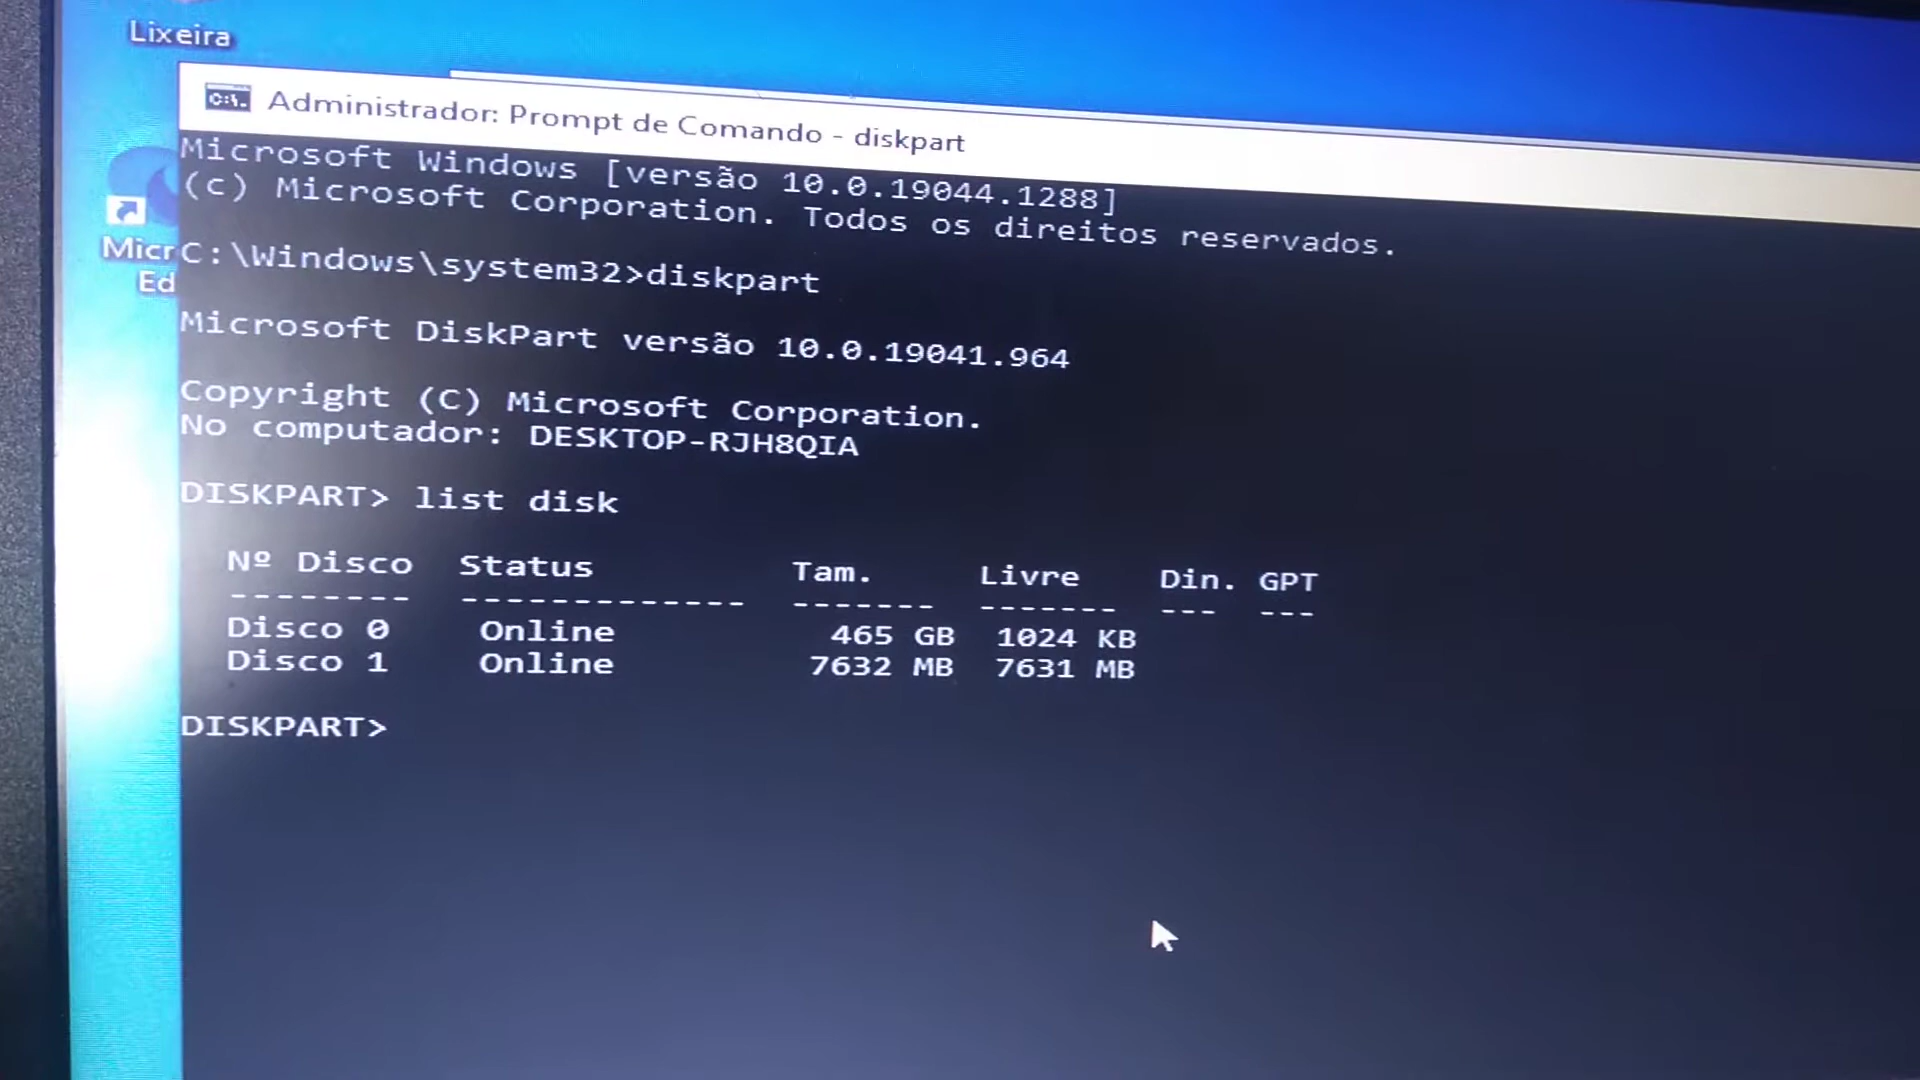 Lixeira
Administrador: Prompt de Comando - diskpart
Microsoft Windows [versão 10.0.19044.1288]
(c) Microsoft Corporation. Todos os direitos reservados.
Micr
Ed
C:\Windows\system32>diskpart
Microsoft DiskPart versão 10.0.19041.964
Copyright (C) Microsoft Corporation.
No computador: DESKTOP-RJH8QIA
DISKPART> list disk
Nº Disco Status Tam. Livre Din. GPT
-------- ------------- ------- ------- --- ---
Disco 0 Online 465 GB 1024 KB
Disco 1 Online 7632 MB 7631 MB
DISKPART>